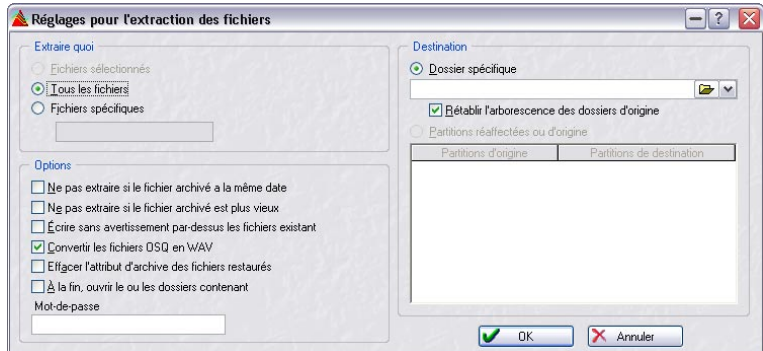 Réglages pour l'extraction des fichiers
Extraire quoi
Fichiers sélectionnés
Tous les fichiers
Fichiers spécifiques
Options
Ne pas extraire si le fichier archivé a la même date
Ne pas extraire si le fichier archivé est plus vieux
Écrire sans avertissement par-dessus les fichiers existant
Convertir les fichiers OSQ en WAV
Effacer l'attribut d'archive des fichiers restaurés
À la fin, ouvrir le ou les dossiers contenant
Mot-de-passe
Destination
Dossier spécifique
Rétablir l'arborescence des dossiers d'origine
Partitions réaffectées ou d'origine
Partitions d'origine Partitions de destination
OK Annuler